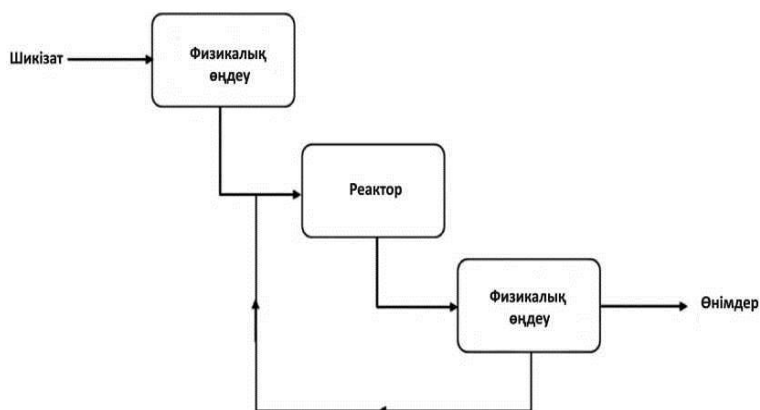 Шикізат
Физикалық
өңдеу
Реактор
Физикалық
өңдеу
Өнімдер